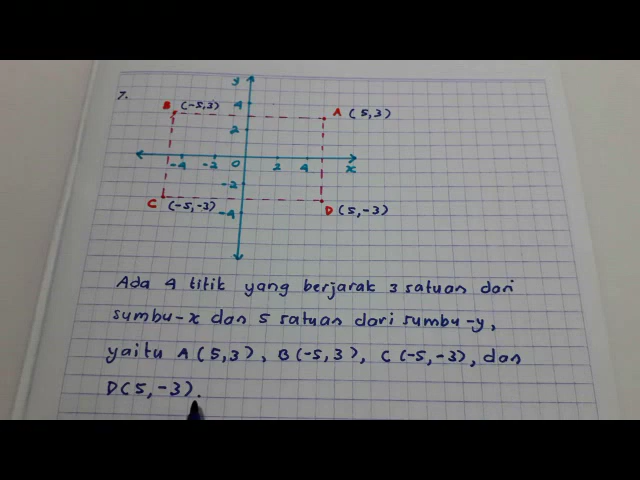 7.
y
B (-5,3)
4
A (5,3)
2
-4 -2 0 2 4 x
-2
C (-5,-3)
-4
D (5,-3)
Ada 4 titik yang berjarak 3 satuan dari
sumbu-x dan 5 satuan dari sumbu-y,
yaitu A (5,3), B (-5,3), C (-5,-3), dan
D (5,-3).